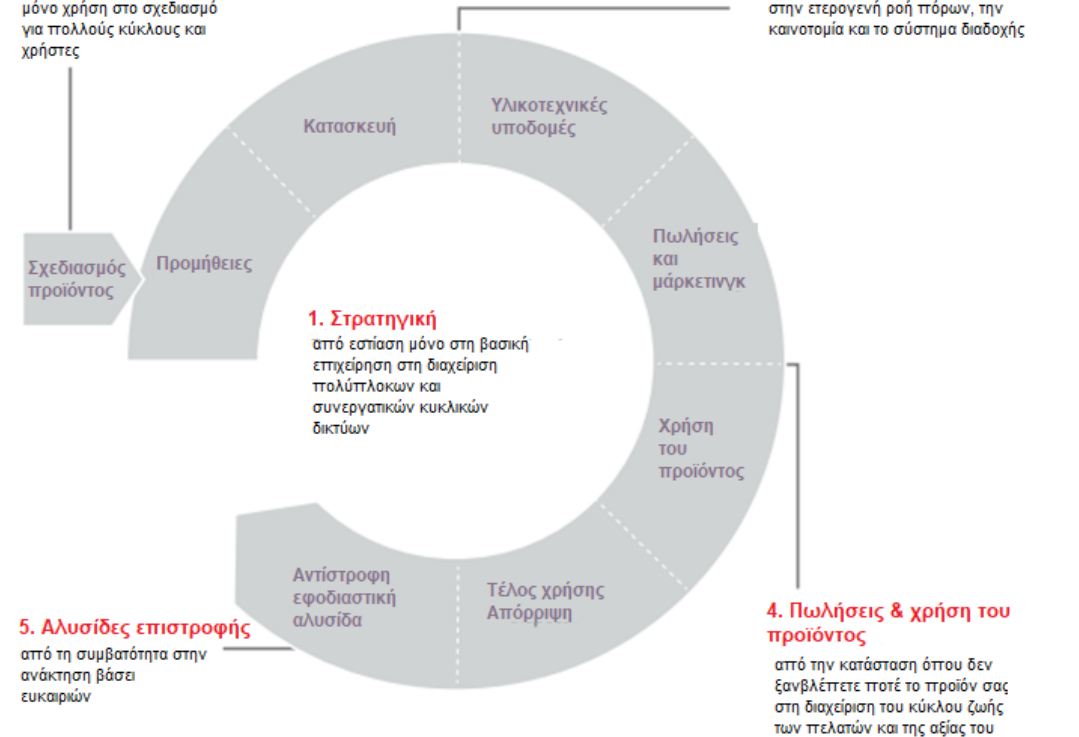 μόνο χρήση στο σχεδιασμό
για πολλούς κύκλους και
χρήστες
στην ετερογενή ροή πόρων, την
καινοτομία και το σύστημα διαδοχής
Κατασκευή
Υλικοτεχνικές
υποδομές
Πωλήσεις
και
μάρκετινγκ
Σχεδιασμός
προϊόντος
Προμήθειες
1. Στρατηγική
από εστίαση μόνο στη βασική
επιχείρηση στη διαχείριση
πολύπλοκων και
συνεργατικών κυκλικών
δικτύων
Χρήση
του
προϊόντος
Αντίστροφη
εφοδιαστική
αλυσίδα
Τέλος χρήσης
Απόρριψη
5. Αλυσίδες επιστροφής
από τη συμβατότητα στην
ανάκτηση βάσει
ευκαιριών
4. Πωλήσεις & χρήση του
προϊόντος
από την κατάσταση όπου δεν
ξανβλέπετε ποτέ το προϊόν σας
στη διαχείριση του κύκλου ζωής
των πελατών και της αξίας του